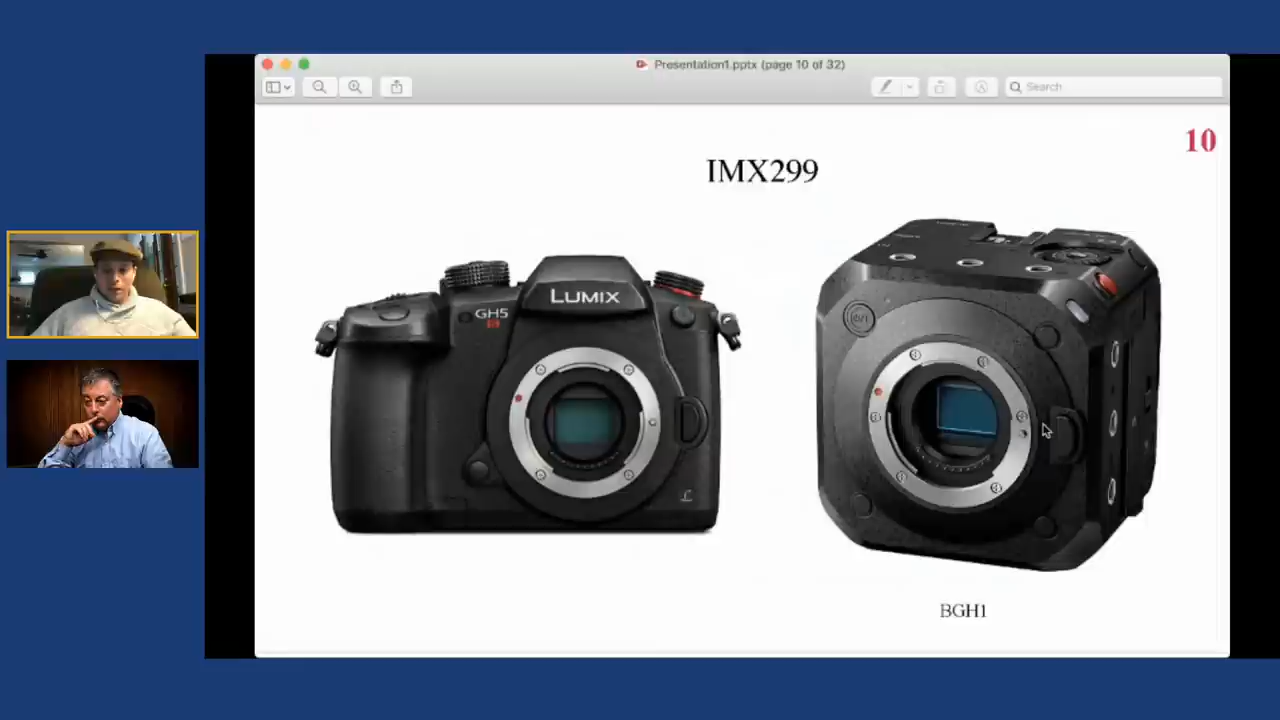 Presentation1.pptx (page 10 of 32)
Search
10
IMX299
LUMIX
GH5
S
BGH1